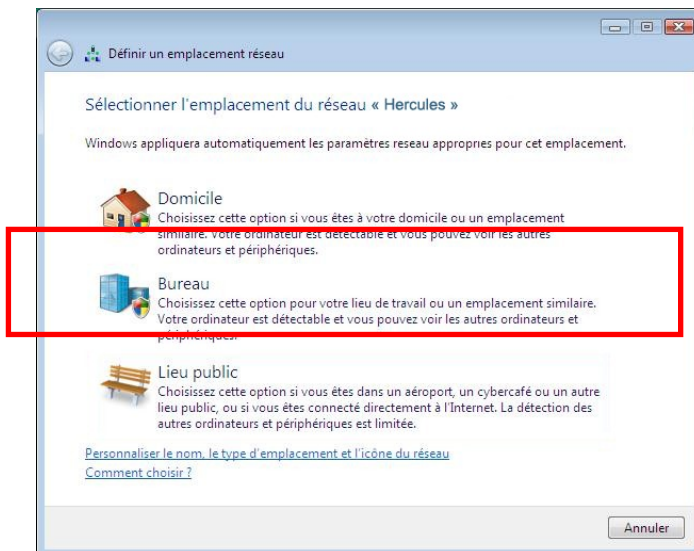 Définir un emplacement réseau
Sélectionner l'emplacement du réseau « Hercules »
Windows appliquera automatiquement les paramètres reseau appropries pour cet emplacement.
Domicile
Choisissez cette option si vous êtes à votre domicile ou un emplacement
similaire. Votre ordinateur est détectable et vous pouvez voir les autres
ordinateurs et périphériques.
Bureau
Choisissez cette option pour votre lieu de travail ou un emplacement similaire.
Votre ordinateur est détectable et vous pouvez voir les autres ordinateurs et
périphériques.
Lieu public
Choisissez cette option si vous êtes dans un aéroport, un cybercafé ou un autre
lieu public, ou si vous êtes connecté directement à l'Internet. La détection des
autres ordinateurs et périphériques est limitée.
Personnaliser le nom, le type d'emplacement et l'icône du réseau
Comment choisir ?
Annuler